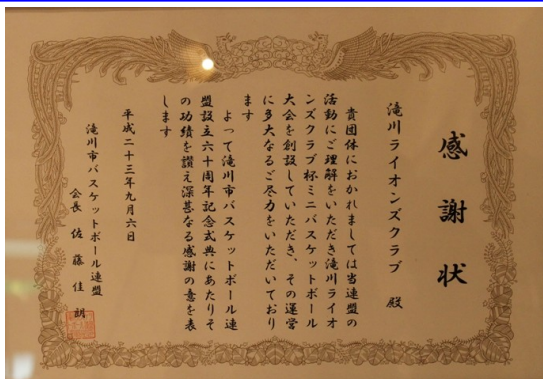 感謝状
滝川ライオンズクラブ 殿
貴団体におかれましては当連盟の
活動にご理解をいただき滝川ライオ
ンズクラブ杯ミニバスケットボール
大会を創設していただき、その運営
に多大なるご尽力をいただいており
ます
よって滝川市バスケットボール連
盟設立六十周年記念式典にあたりそ
の功績を讃え深甚なる感謝の意を表
します
平成二十三年九月六日
滝川市バスケットボール連盟
会長 佐藤佳朗